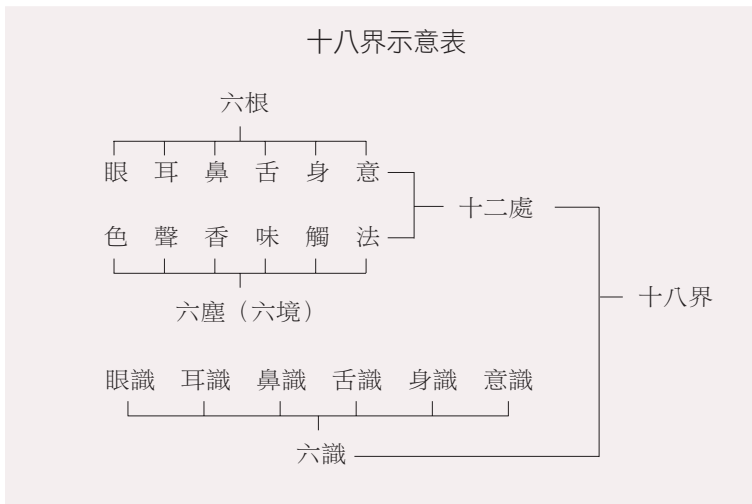 十八界示意表
六根
眼 耳 鼻 舌 身 意
十二處
色 聲 香 味 觸 法
六塵（六境）
十八界
眼識 耳識 鼻識 舌識 身識 意識
六識